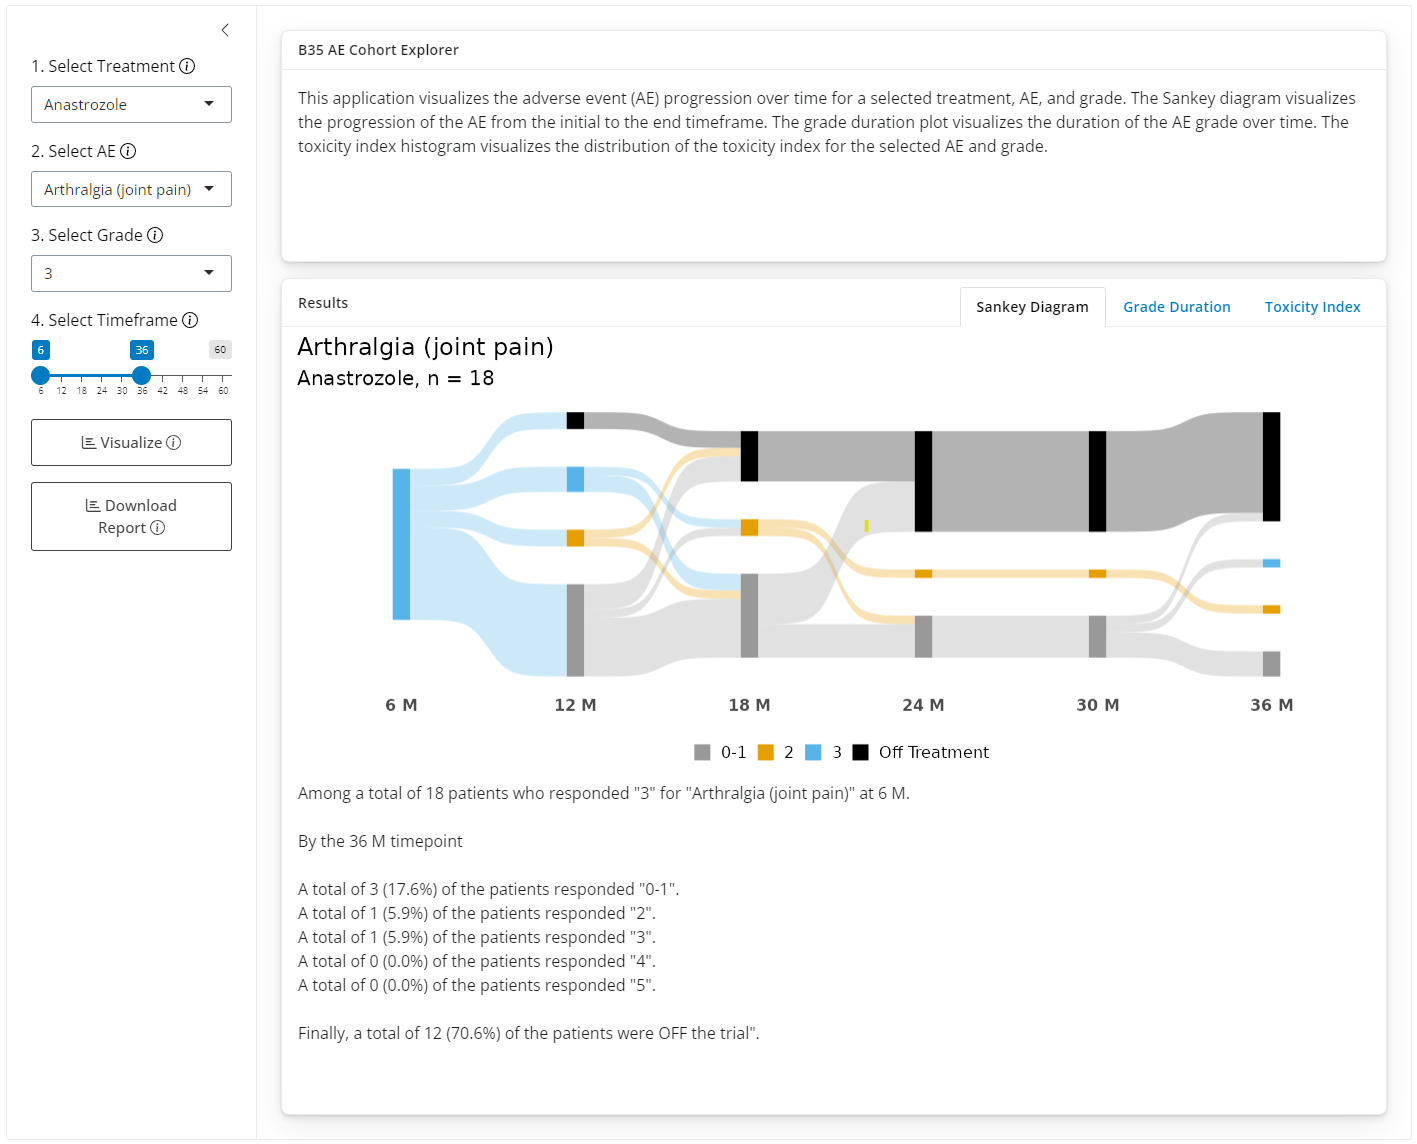 1. Select Treatment
Anastrozole
2. Select AE
Arthralgia (joint pain)
3. Select Grade
3
4. Select Timeframe
6 36 60
6 12 18 24 30 36 42 48 54 60
Visualize
Download
Report
B35 AE Cohort Explorer
This application visualizes the adverse event (AE) progression over time for a selected treatment, AE, and grade. The Sankey diagram visualizes
the progression of the AE from the initial to the end timeframe. The grade duration plot visualizes the duration of the AE grade over time. The
toxicity index histogram visualizes the distribution of the toxicity index for the selected AE and grade.
Results
Sankey Diagram
Grade Duration
Toxicity Index
Arthralgia (joint pain)
Anastrozole, n = 18
6 M 12 M 18 M 24 M 30 M 36 M
0-1 2 3 Off Treatment
Among a total of 18 patients who responded "3" for "Arthralgia (joint pain)" at 6 M.
By the 36 M timepoint
A total of 3 (17.6%) of the patients responded "0-1".
A total of 1 (5.9%) of the patients responded "2".
A total of 1 (5.9%) of the patients responded "3".
A total of 0 (0.0%) of the patients responded "4".
A total of 0 (0.0%) of the patients responded "5".
Finally, a total of 12 (70.6%) of the patients were OFF the trial".